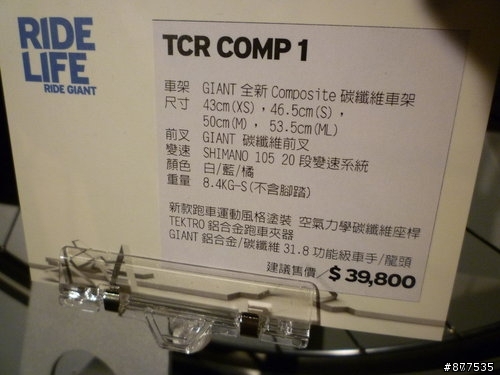 RIDE
LIFE
RIDE GIANT
TCR COMP 1
車架 GIANT 全新 Composite 碳纖維車架
尺寸 43cm(XS),46.5cm(S),
50cm(M), 53.5cm(ML)
前叉 GIANT 碳纖維前叉
變速 SHIMANO 105 20 段變速系統
顏色 白/藍/橘
重量 8.4KG-S(不含腳踏)
新款跑車運動風格塗裝 空氣力學碳纖維座桿
TEKTRO 鋁合金跑車夾器
GIANT 鋁合金/碳纖維 31.8 功能級車手/龍頭
建議售價/$ 39,800
#877535